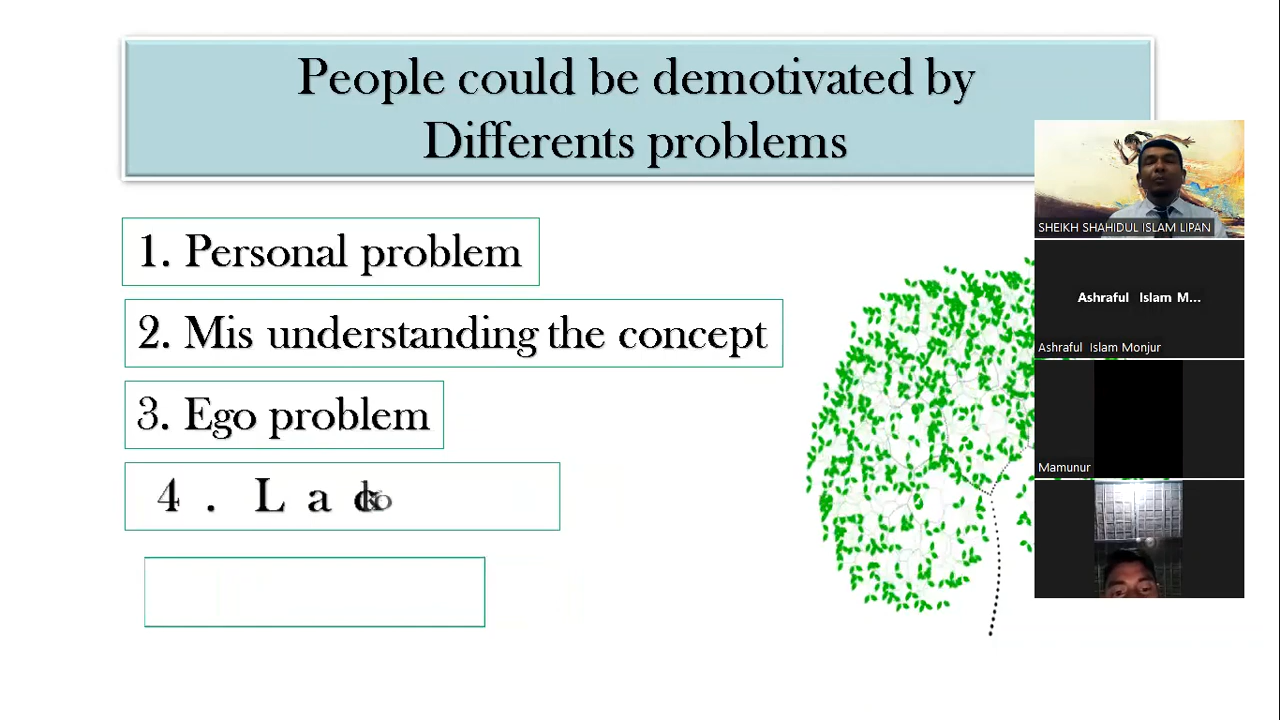 People could be demotivated by
Differents problems
1. Personal problem
2. Mis understanding the concept
3. Ego problem
4. La
SHEIKH SHAHIDUL ISLAM LIPAN
Ashraful Islam M...
Ashraful Islam Monjur
Mamunur